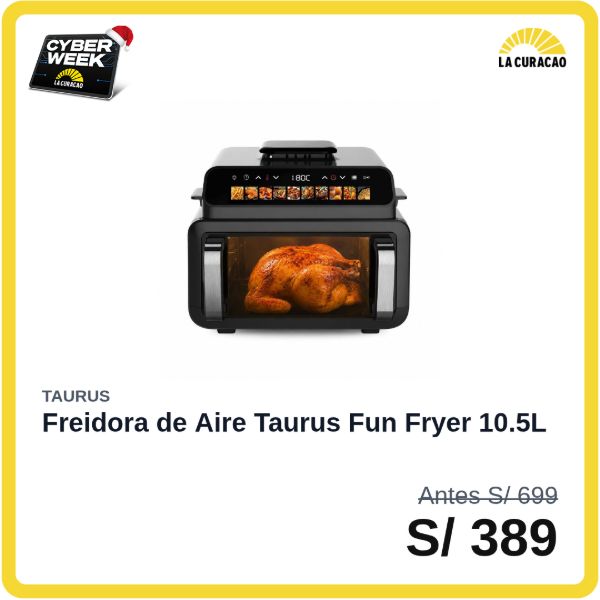 CYBER
WEEK
LA CURACAO
LA CURACAO
180C
TAURUS
Freidora de Aire Taurus Fun Fryer 10.5L
Antes S/ 699
S/ 389